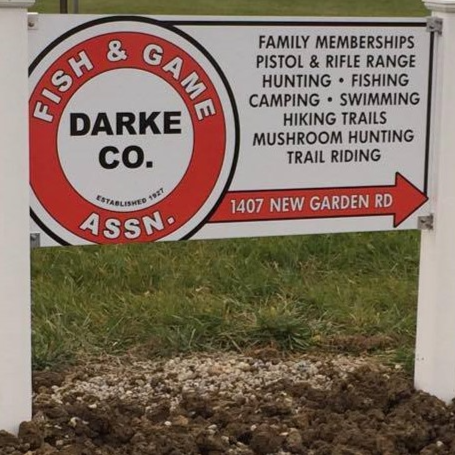 FISH & GAME
DARKE
CO.
ESTABLISHED 1927
ASSN.
FAMILY MEMBERSHIPS
PISTOL & RIFLE RANGE
HUNTING • FISHING
CAMPING • SWIMMING
HIKING TRAILS
MUSHROOM HUNTING
TRAIL RIDING
1407 NEW GARDEN RD